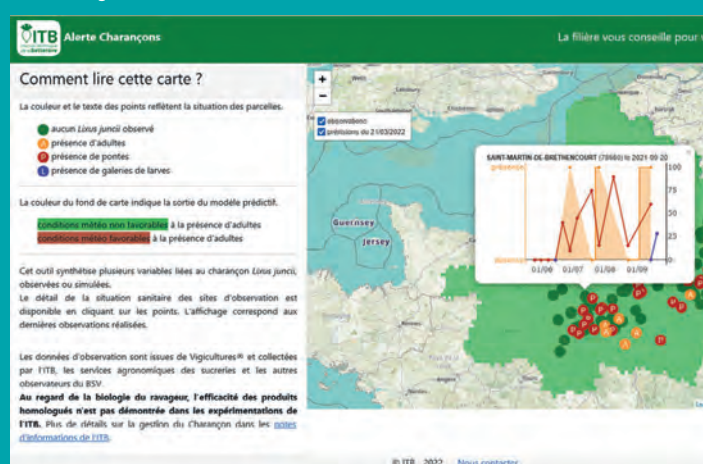 ITB
Alerte Charançons
La filière vous conseille pour
Comment lire cette carte ?
La couleur et le texte des points reflètent la situation des parcelles.
aucun Lixus juncii observé
A présence d'adultes
P présence de pontes
L présence de galeries de larves
La couleur du fond de carte indique la sortie du modèle prédictif.
conditions météo non favorables à la présence d'adultes
conditions météo favorables à la présence d'adultes
Cet outil synthétise plusieurs variables liées au charançon Lixus juncii,
observées ou simulées.
Le détail de la situation sanitaire des sites d'observation est
disponible en cliquant sur les points. L'affichage correspond aux
dernières observations réalisées.
Les données d'observation sont issues de Vigicultures® et collectées
par l'ITB, les services agronomiques des sucreries et les autres
observateurs du BSV.
Au regard de la biologie du ravageur, l'efficacité des produits
homologués n'est pas démontrée dans les expérimentations de
l'ITB. Plus de détails sur la gestion du Charançon dans les notes
d'informations de l'ITB.
+
−
observations
prévisions du 21/03/2022
SAINT-MARTIN-DE-BRETHENCOURT (78660) le 2021-09-20
présence
absence
100
75
50
25
0
01/06 01/07 01/08 01/09
Guernsey
Jersey
Rennes
Angers
Nantes
Tours
© ITB - 2022 Nous contacter